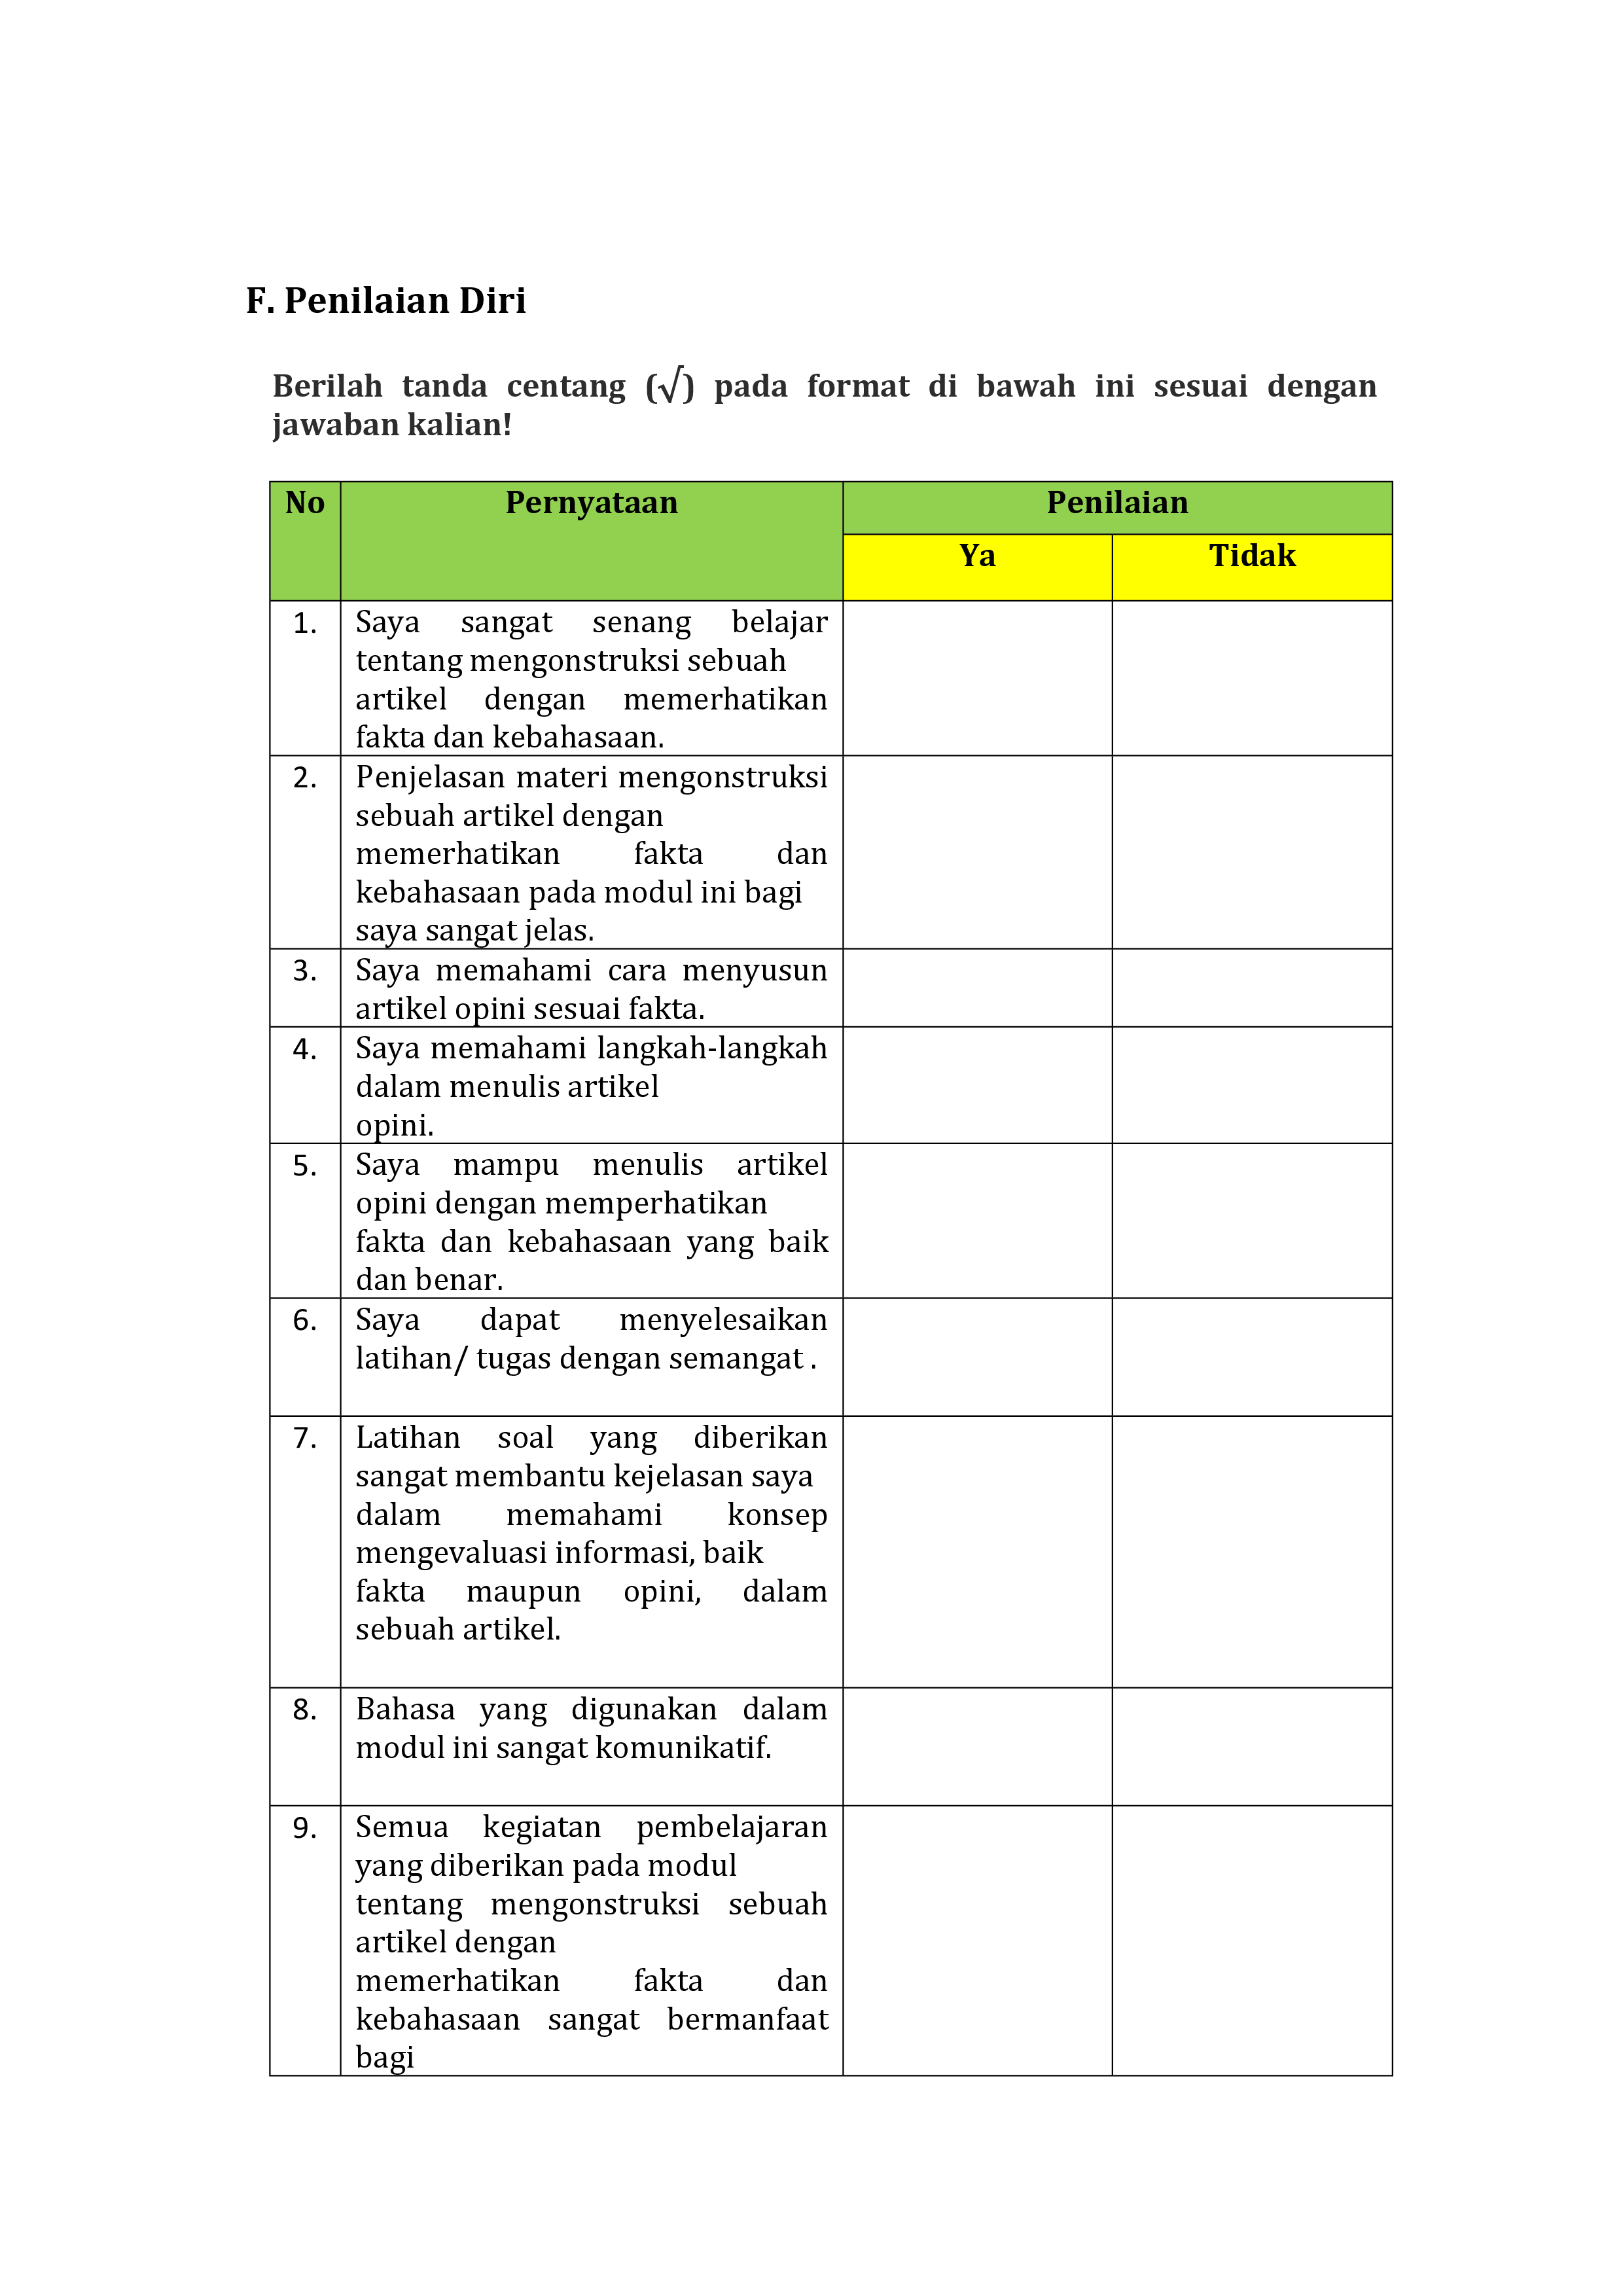 F. Penilaian Diri
Berilah tanda centang (√) pada format di bawah ini sesuai dengan
jawaban kalian!
No Pernyataan Penilaian
Ya Tidak
1. Saya sangat senang belajar
tentang mengonstruksi sebuah
artikel dengan memerhatikan
fakta dan kebahasaan.
2. Penjelasan materi mengonstruksi
sebuah artikel dengan
memerhatikan fakta dan
kebahasaan pada modul ini bagi
saya sangat jelas.
3. Saya memahami cara menyusun
artikel opini sesuai fakta.
4. Saya memahami langkah-langkah
dalam menulis artikel
opini.
5. Saya mampu menulis artikel
opini dengan memperhatikan
fakta dan kebahasaan yang baik
dan benar.
6. Saya dapat menyelesaikan
latihan/ tugas dengan semangat .
7. Latihan soal yang diberikan
sangat membantu kejelasan saya
dalam memahami konsep
mengevaluasi informasi, baik
fakta maupun opini, dalam
sebuah artikel.
8. Bahasa yang digunakan dalam
modul ini sangat komunikatif.
9. Semua kegiatan pembelajaran
yang diberikan pada modul
tentang mengonstruksi sebuah
artikel dengan
memerhatikan fakta dan
kebahasaan sangat bermanfaat
bagi